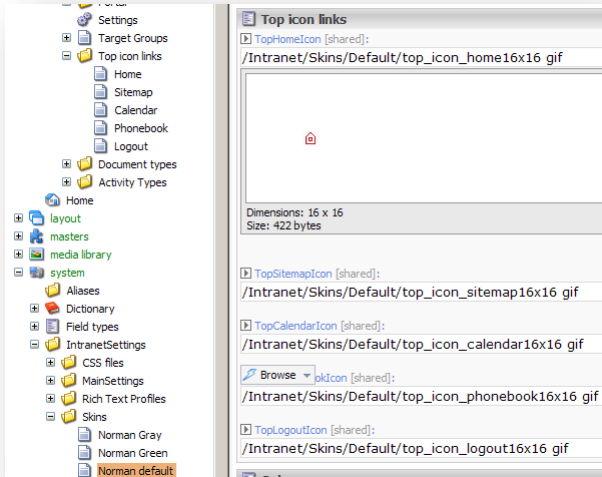 Settings
Target Groups
Top icon links
Home
Sitemap
Calendar
Phonebook
Logout
Document types
Activity Types
Home
layout
masters
media library
system
Aliases
Dictionary
Field types
IntranetSettings
CSS files
MainSettings
Rich Text Profiles
Skins
Norman Gray
Norman Green
Norman default
Top icon links
TopHomeIcon [shared]:
/Intranet/Skins/Default/top_icon_home16x16 gif
Dimensions: 16 x 16
Size: 422 bytes
TopSitemapIcon [shared]:
/Intranet/Skins/Default/top_icon_sitemap16x16 gif
TopCalendarIcon [shared]:
/Intranet/Skins/Default/top_icon_calendar16x16 gif
Browse okIcon [shared]:
/Intranet/Skins/Default/top_icon_phonebook16x16 gif
TopLogoutIcon [shared]:
/Intranet/Skins/Default/top_icon_logout16x16 gif